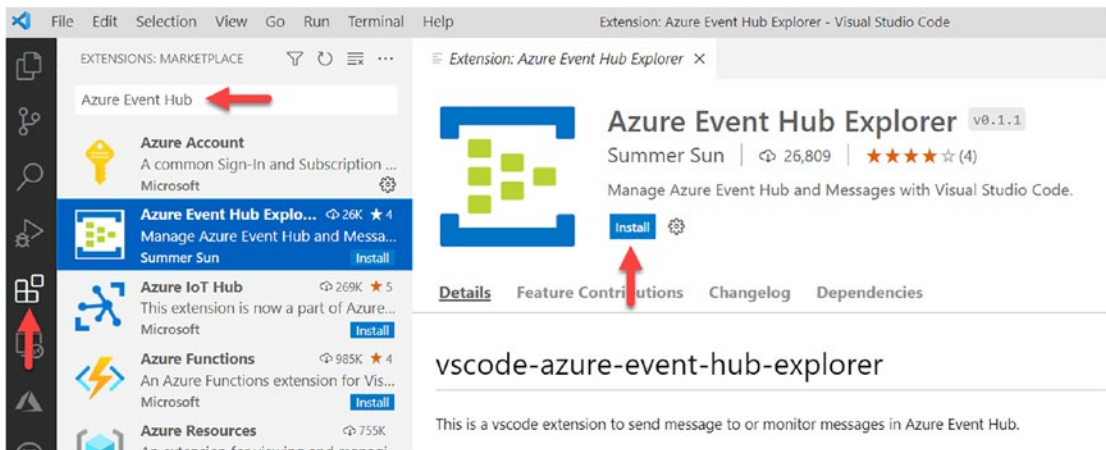 File Edit Selection View Go Run Terminal Help Extension: Azure Event Hub Explorer - Visual Studio Code
EXTENSIONS: MARKETPLACE
Azure Event Hub
Azure Account
A common Sign-In and Subscription ...
Microsoft
Azure Event Hub Explo... 26K ★ 4
Manage Azure Event Hub and Messa...
Summer Sun Install
Azure IoT Hub 269K ★ 5
This extension is now a part of Azure...
Microsoft Install
Azure Functions 985K ★ 4
An Azure Functions extension for Vis...
Microsoft Install
Azure Resources 755K
Extension: Azure Event Hub Explorer
Azure Event Hub Explorer v0.1.1
Summer Sun | 26,809 | ★★★★☆ (4)
Manage Azure Event Hub and Messages with Visual Studio Code.
Install
Details Feature Contributions Changelog Dependencies
vscode-azure-event-hub-explorer
This is a vscode extension to send message to or monitor messages in Azure Event Hub.